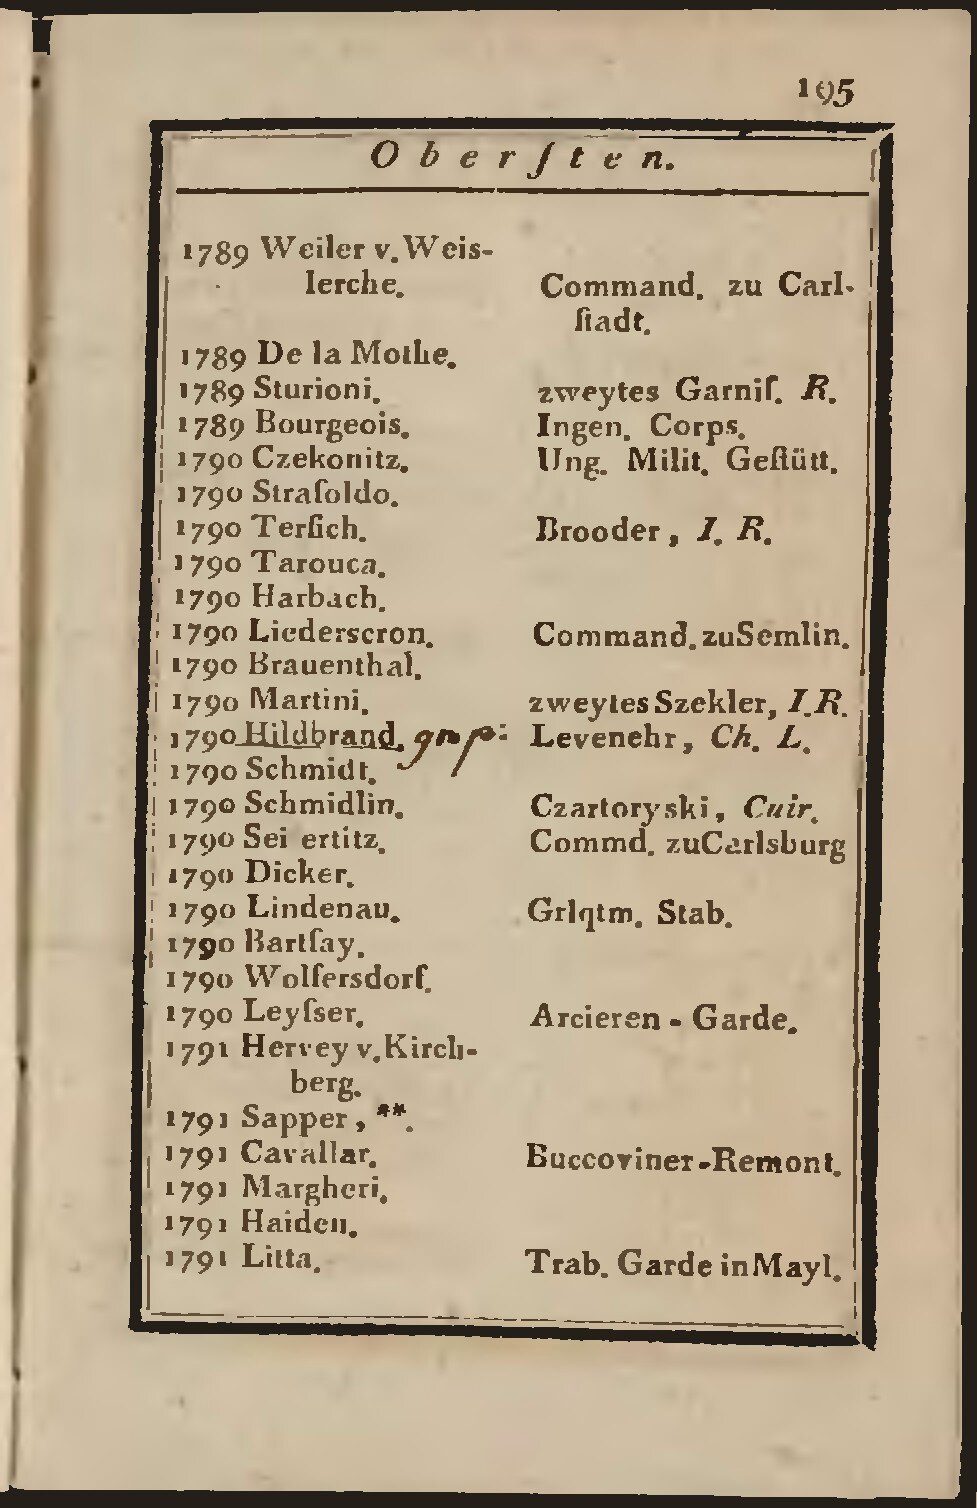 195
Oberſten.
1789 Weiler v. Weis-
lerche. Command. zu Carl-
ſtadt.
1789 De la Mothe.
1789 Sturioni. zweytes Garniſ. R.
1789 Bourgeois. Ingen. Corps.
1790 Czekonitz. Ung. Milit. Geſtütt.
1790 Straſoldo.
1790 Terſich. Brooder, I. R.
1790 Tarouca.
1790 Harbach.
1790 Liederscron. Command. zu Semlin.
1790 Brauenthal.
1790 Martini. zweytes Szekler, I. R.
1790 Hildbrand. Levenehr, Ch. L.
1790 Schmidt.
1790 Schmidlin. Czartoryski, Cuir.
1790 Sei ertitz. Commd. zu Carlsburg
1790 Dicker.
1790 Lindenau. Grlqtm. Stab.
1790 Bartſay.
1790 Wolfersdorf.
1790 Leyſser. Arcieren-Garde.
1791 Hervey v. Kirch-
berg.
1791 Sapper, **.
1791 Cavallar. Buccoviner-Remont.
1791 Margheri.
1791 Haiden.
1791 Litta. Trab. Garde in Mayl.